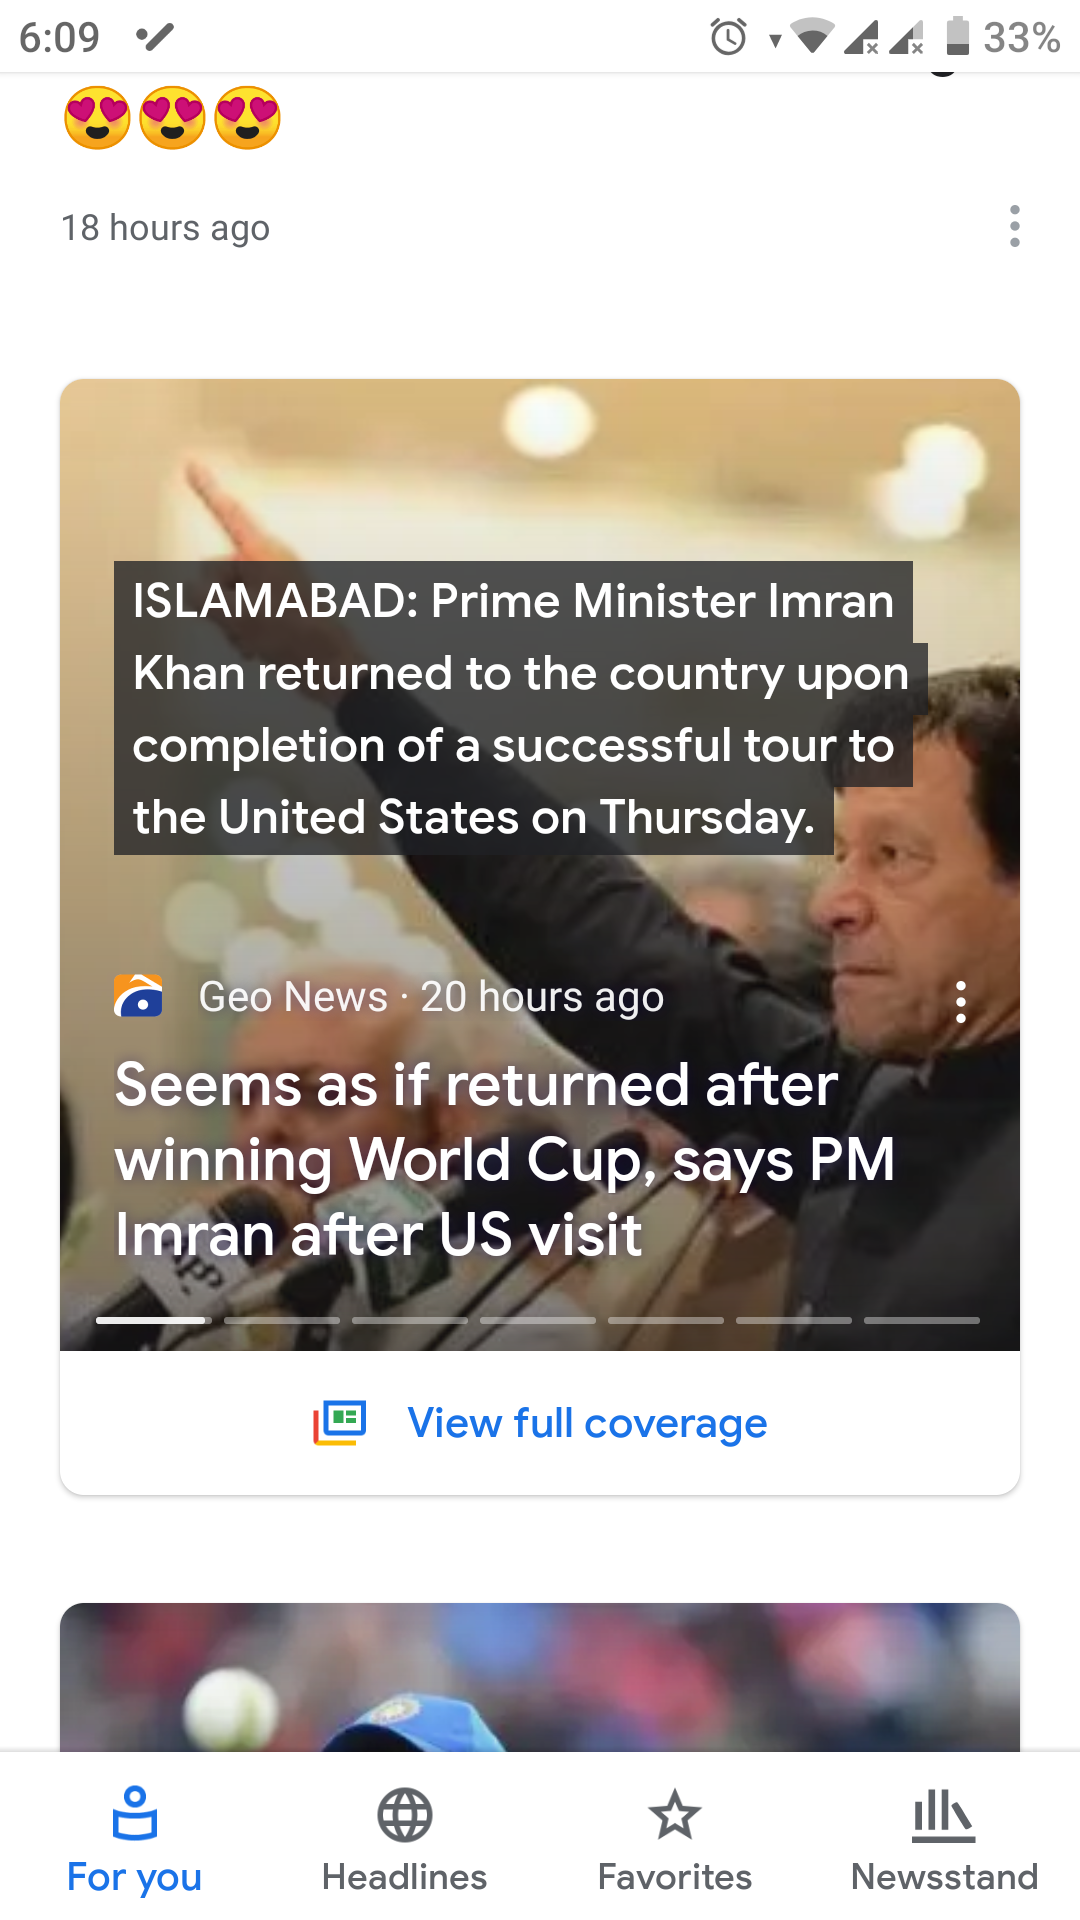 6:09
33%
😍😍😍
18 hours ago
ISLAMABAD: Prime Minister Imran
Khan returned to the country upon
completion of a successful tour to
the United States on Thursday.
Geo News · 20 hours ago
Seems as if returned after
winning World Cup, says PM
Imran after US visit
View full coverage
For you
Headlines
Favorites
Newsstand